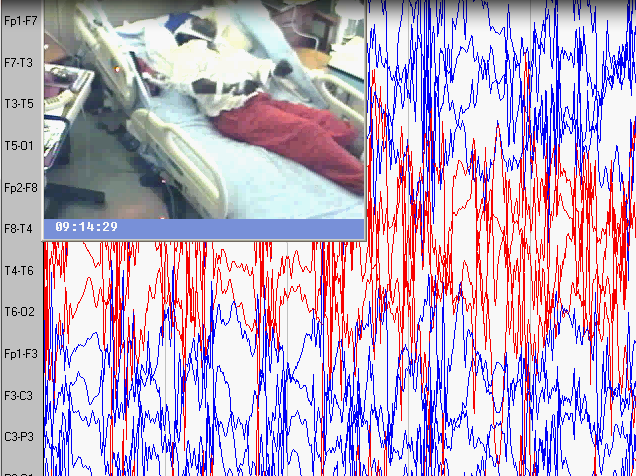 Fp1-F7
F7-T3
T3-T5
T5-O1
Fp2-F8
09:14:29
F8-T4
T4-T6
T6-O2
Fp1-F3
F3-C3
C3-P3